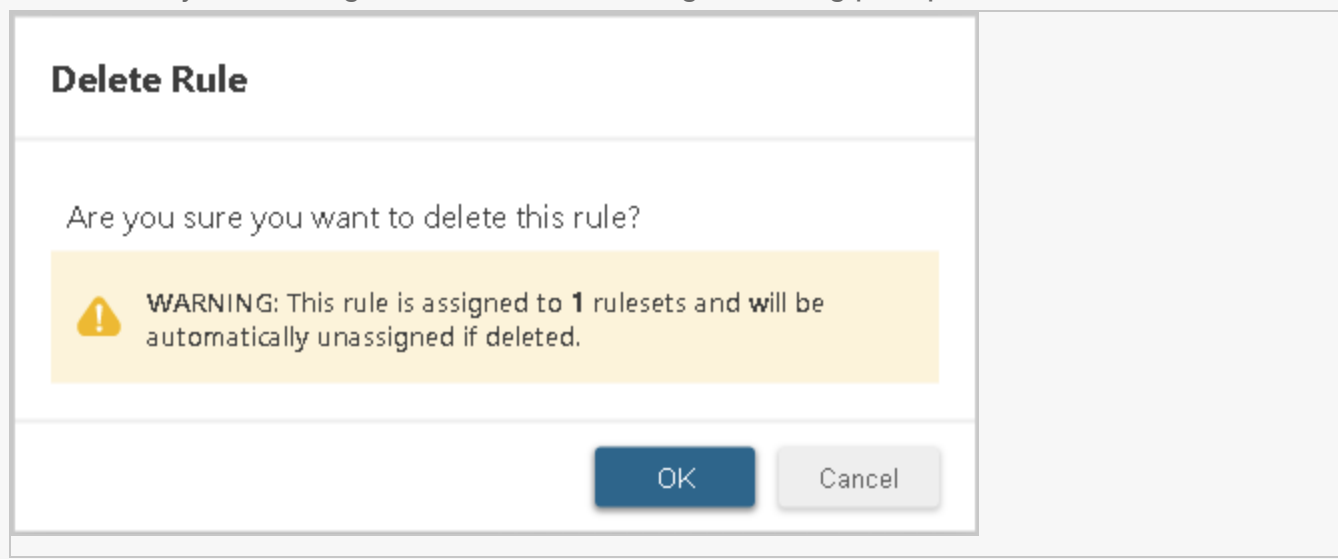 Delete Rule
Are you sure you want to delete this rule?
WARNING: This rule is assigned to 1 rulesets and will be
automatically unassigned if deleted.
OK
Cancel